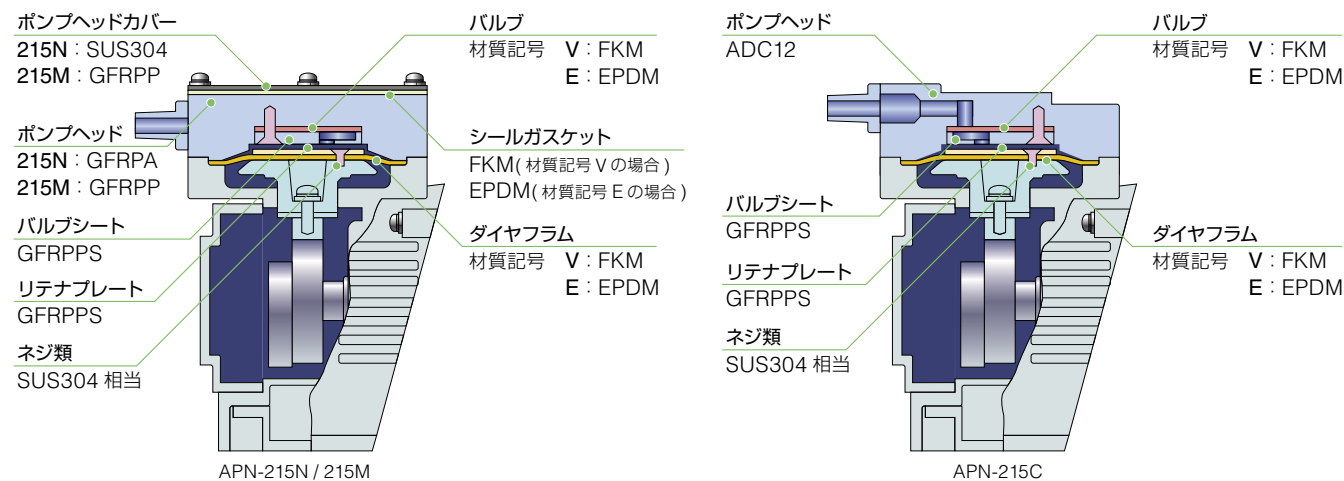 ポンプヘッドカバー
215N：SUS304
215M：GFRPP
ポンプヘッド
215N：GFRPA
215M：GFRPP
バルブシート
GFRPPS
リテナプレート
GFRPPS
ネジ類
SUS304 相当
バルブ
材質記号 V：FKM
E：EPDM
シールガスケット
FKM( 材質記号 V の場合 )
EPDM( 材質記号 E の場合 )
ダイヤフラム
材質記号 V：FKM
E：EPDM
APN-215N / 215M
ポンプヘッド
ADC12
バルブシート
GFRPPS
リテナプレート
GFRPPS
ネジ類
SUS304 相当
バルブ
材質記号 V：FKM
E：EPDM
ダイヤフラム
材質記号 V：FKM
E：EPDM
APN-215C